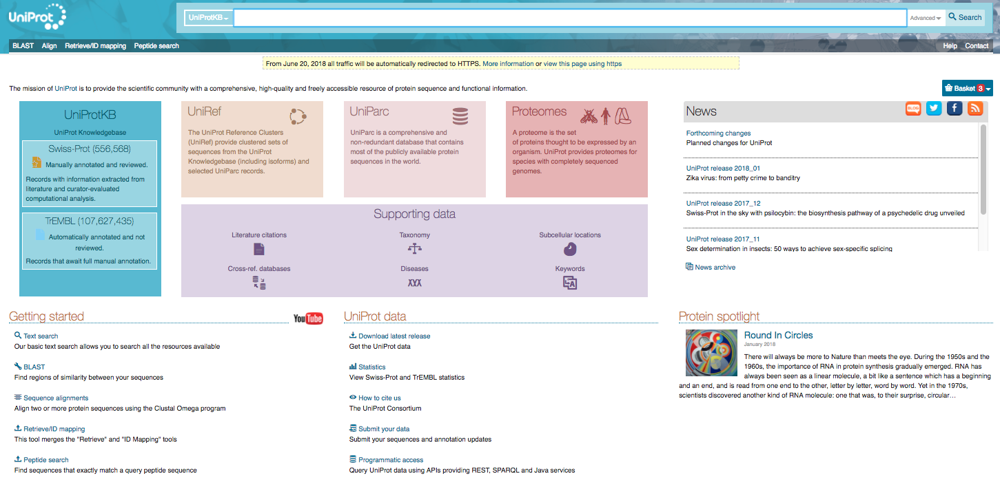 UniProt
UniProtKB
Advanced
Search
BLAST Align Retrieve/ID mapping Peptide search
Help Contact
From June 20, 2018 all traffic will be automatically redirected to HTTPS. More information or view this page using https
The mission of UniProt is to provide the scientific community with a comprehensive, high-quality and freely accessible resource of protein sequence and functional information.
Basket 3
UniProtKB
UniProt Knowledgebase
Swiss-Prot (556,568)
Manually annotated and reviewed.
Records with information extracted from
literature and curator-evaluated
computational analysis.
TrEMBL (107,627,435)
Automatically annotated and not
reviewed.
Records that await full manual annotation.
UniRef
The UniProt Reference Clusters
(UniRef) provide clustered sets of
sequences from the UniProt
Knowledgebase (including isoforms) and
selected UniParc records.
UniParc
UniParc is a comprehensive and
non-redundant database that contains
most of the publicly available protein
sequences in the world.
Proteomes
A proteome is the set
of proteins thought to be expressed by an
organism. UniProt provides proteomes for
species with completely sequenced
genomes.
Supporting data
Literature citations
Taxonomy
Subcellular locations
Cross-ref. databases
Diseases
Keywords
News
BLOG
Forthcoming changes
Planned changes for UniProt
UniProt release 2018_01
Zika virus: from petty crime to banditry
UniProt release 2017_12
Swiss-Prot in the sky with psilocybin: the biosynthesis pathway of a psychedelic drug unveiled
UniProt release 2017_11
Sex determination in insects: 50 ways to achieve sex-specific splicing
News archive
Getting started
YouTube
Text search
Our basic text search allows you to search all the resources available
BLAST
Find regions of similarity between your sequences
Sequence alignments
Align two or more protein sequences using the Clustal Omega program
Retrieve/ID mapping
This tool merges the "Retrieve" and "ID Mapping" tools
Peptide search
Find sequences that exactly match a query peptide sequence
UniProt data
Download latest release
Get the UniProt data
Statistics
View Swiss-Prot and TrEMBL statistics
How to cite us
The UniProt Consortium
Submit your data
Submit your sequences and annotation updates
Programmatic access
Query UniProt data using APIs providing REST, SPARQL and Java services
Protein spotlight
Round In Circles
January 2018
There will always be more to Nature than meets the eye. During the 1950s and the
1960s, the importance of RNA in protein synthesis gradually emerged. RNA has
always been seen as a linear molecule, a bit like a sentence which has a beginning
and an end, and is read from one end to the other, letter by letter, word by word. Yet in the 1970s,
scientists discovered another kind of RNA molecule: one that was, to their surprise, circular…